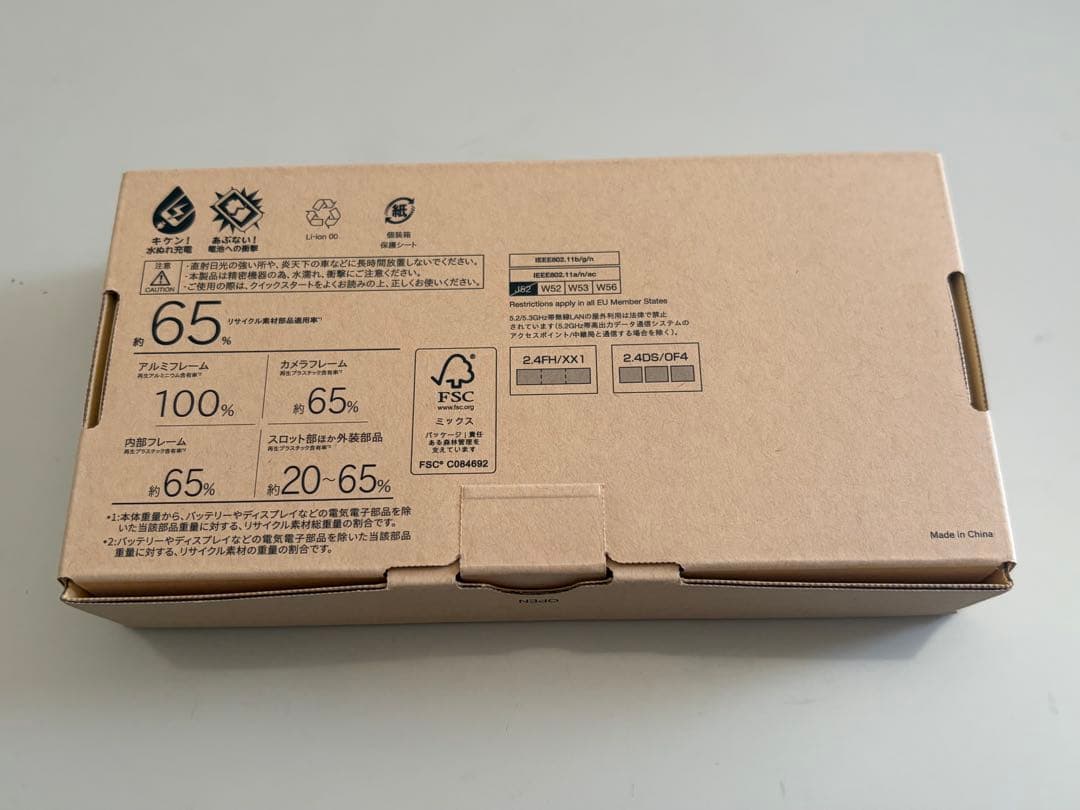 キケン!
水ぬれ充電
あぶない!
電池への衝撃
Li-ion 00
紙
個装箱
保護シート
注意
CAUTION
・直射日光の強い所や、炎天下の車などに長時間放置しないでください。
・本製品は精密機器の為、水濡れ、衝撃にご注意ください。
・ご使用の際は、クイックスタートをよくお読みの上、正しくお使いください。
約65% リサイクル素材部品適用率*1
アルミフレーム
再生アルミニウム含有率*2
100%
カメラフレーム
再生プラスチック含有率*2
約65%
内部フレーム
再生プラスチック含有率*2
約65%
スロット部ほか外装部品
再生プラスチック含有率*2
約20~65%
*1:本体重量から、バッテリーやディスプレイなどの電気電子部品を除
いた当該部品重量に対する、リサイクル素材総重量の割合です。
*2:バッテリーやディスプレイなどの電気電子部品を除いた当該部品
重量に対する、リサイクル素材の重量の割合です。
FSC
www.fsc.org
ミックス
パッケージ|責任
ある森林管理を
支えています
FSC® C084692
IEEE802.11b/g/n
IEEE802.11a/n/ac
J52 W52 W53 W56
Restrictions apply in all EU Member States
5.2/5.3GHz帯無線LANの屋外利用は法律で禁止
されています(5.2GHz帯高出力データ通信システムの
アクセスポイント/中継局と通信する場合を除く)。
2.4FH/XX1
2.4DS/OF4
Made in China
OPEN